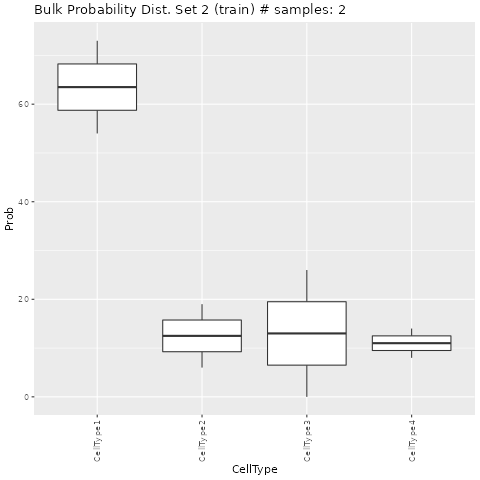 Bulk Probability Dist. Set 2 (train) # samples: 2
Prob
60
40
20
0
CellType1
CellType2
CellType3
CellType4
CellType